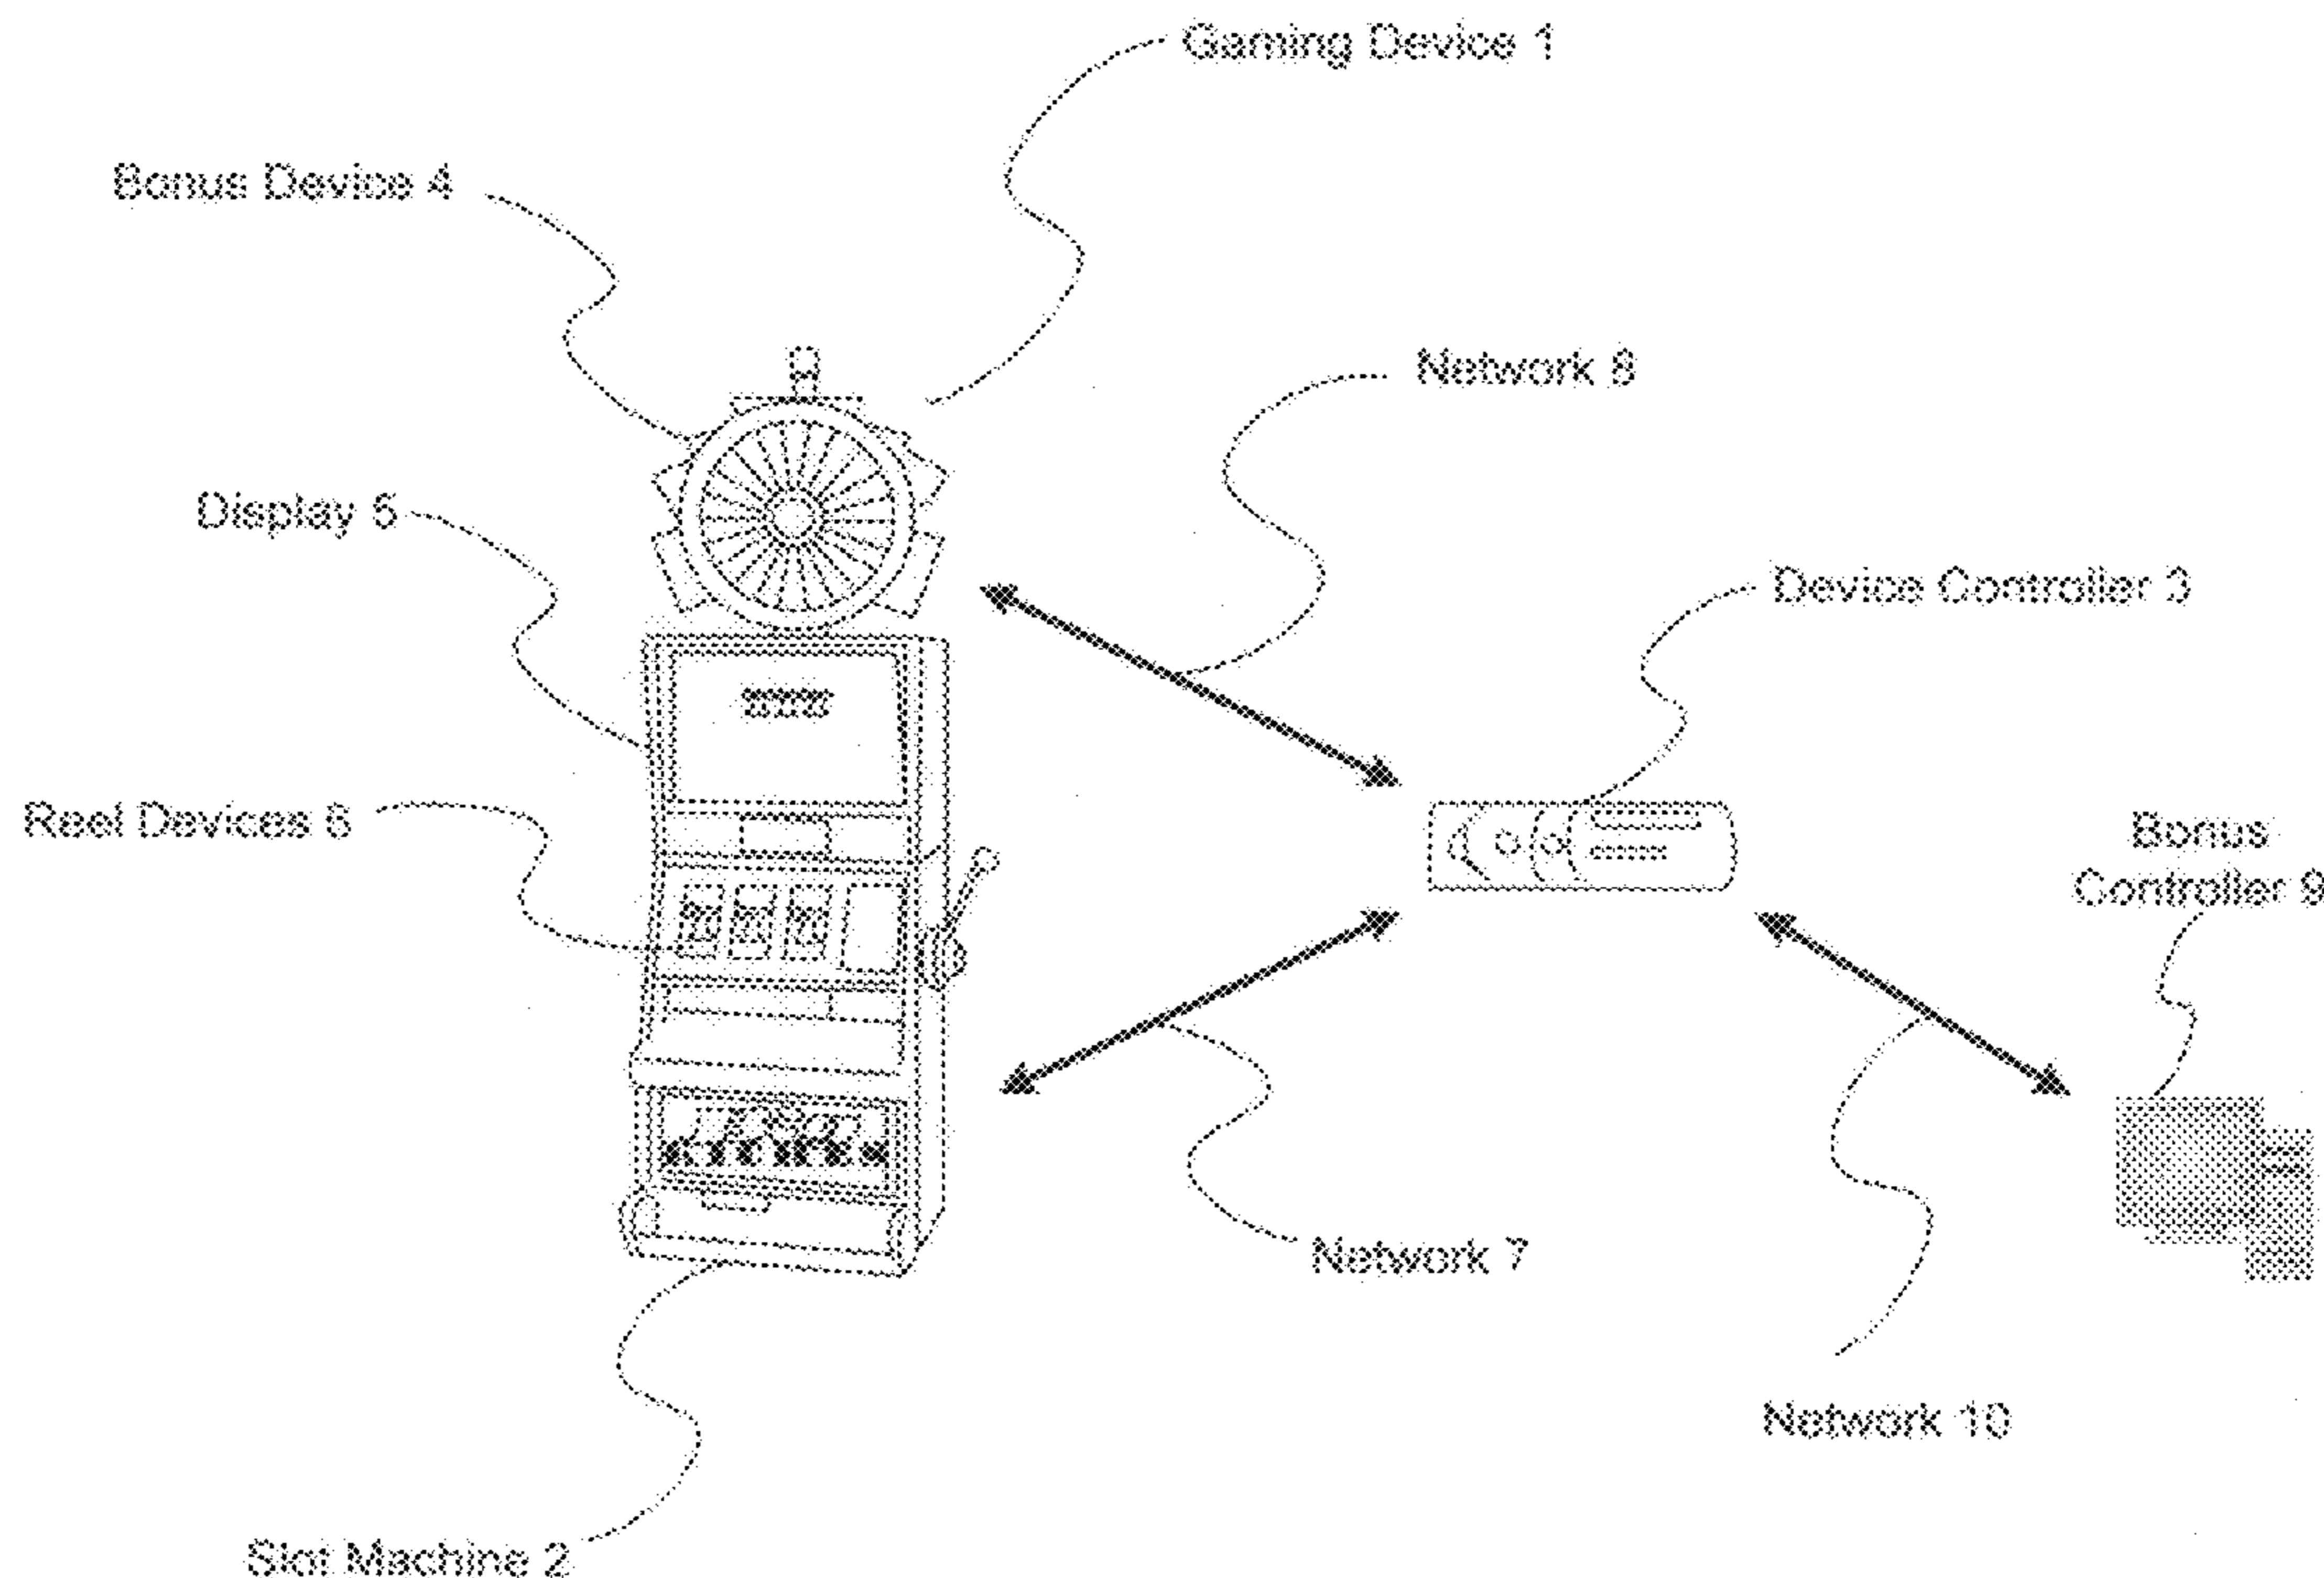 Gaming Device 1
Bonus Device 4
Network 8
Display 5
Device Controller 3
Reel Devices 6
Bonus
Controller 9
Network 7
Network 10
Slot Machine 2